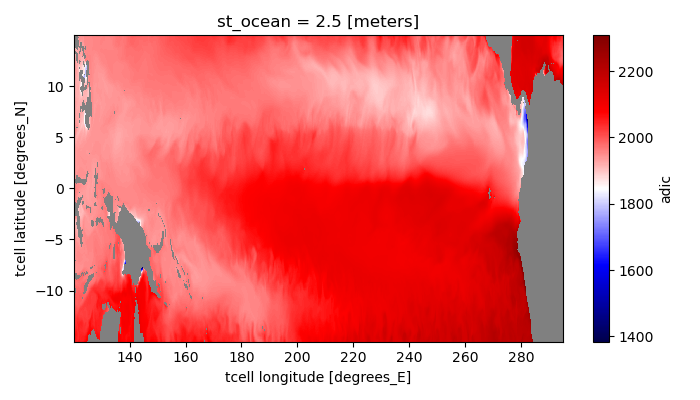 st_ocean = 2.5 [meters]
10
5
0
−5
−10
tcell latitude [degrees_N]
140 160 180 200 220 240 260 280
tcell longitude [degrees_E]
2200
2000
1800
1600
1400
adic